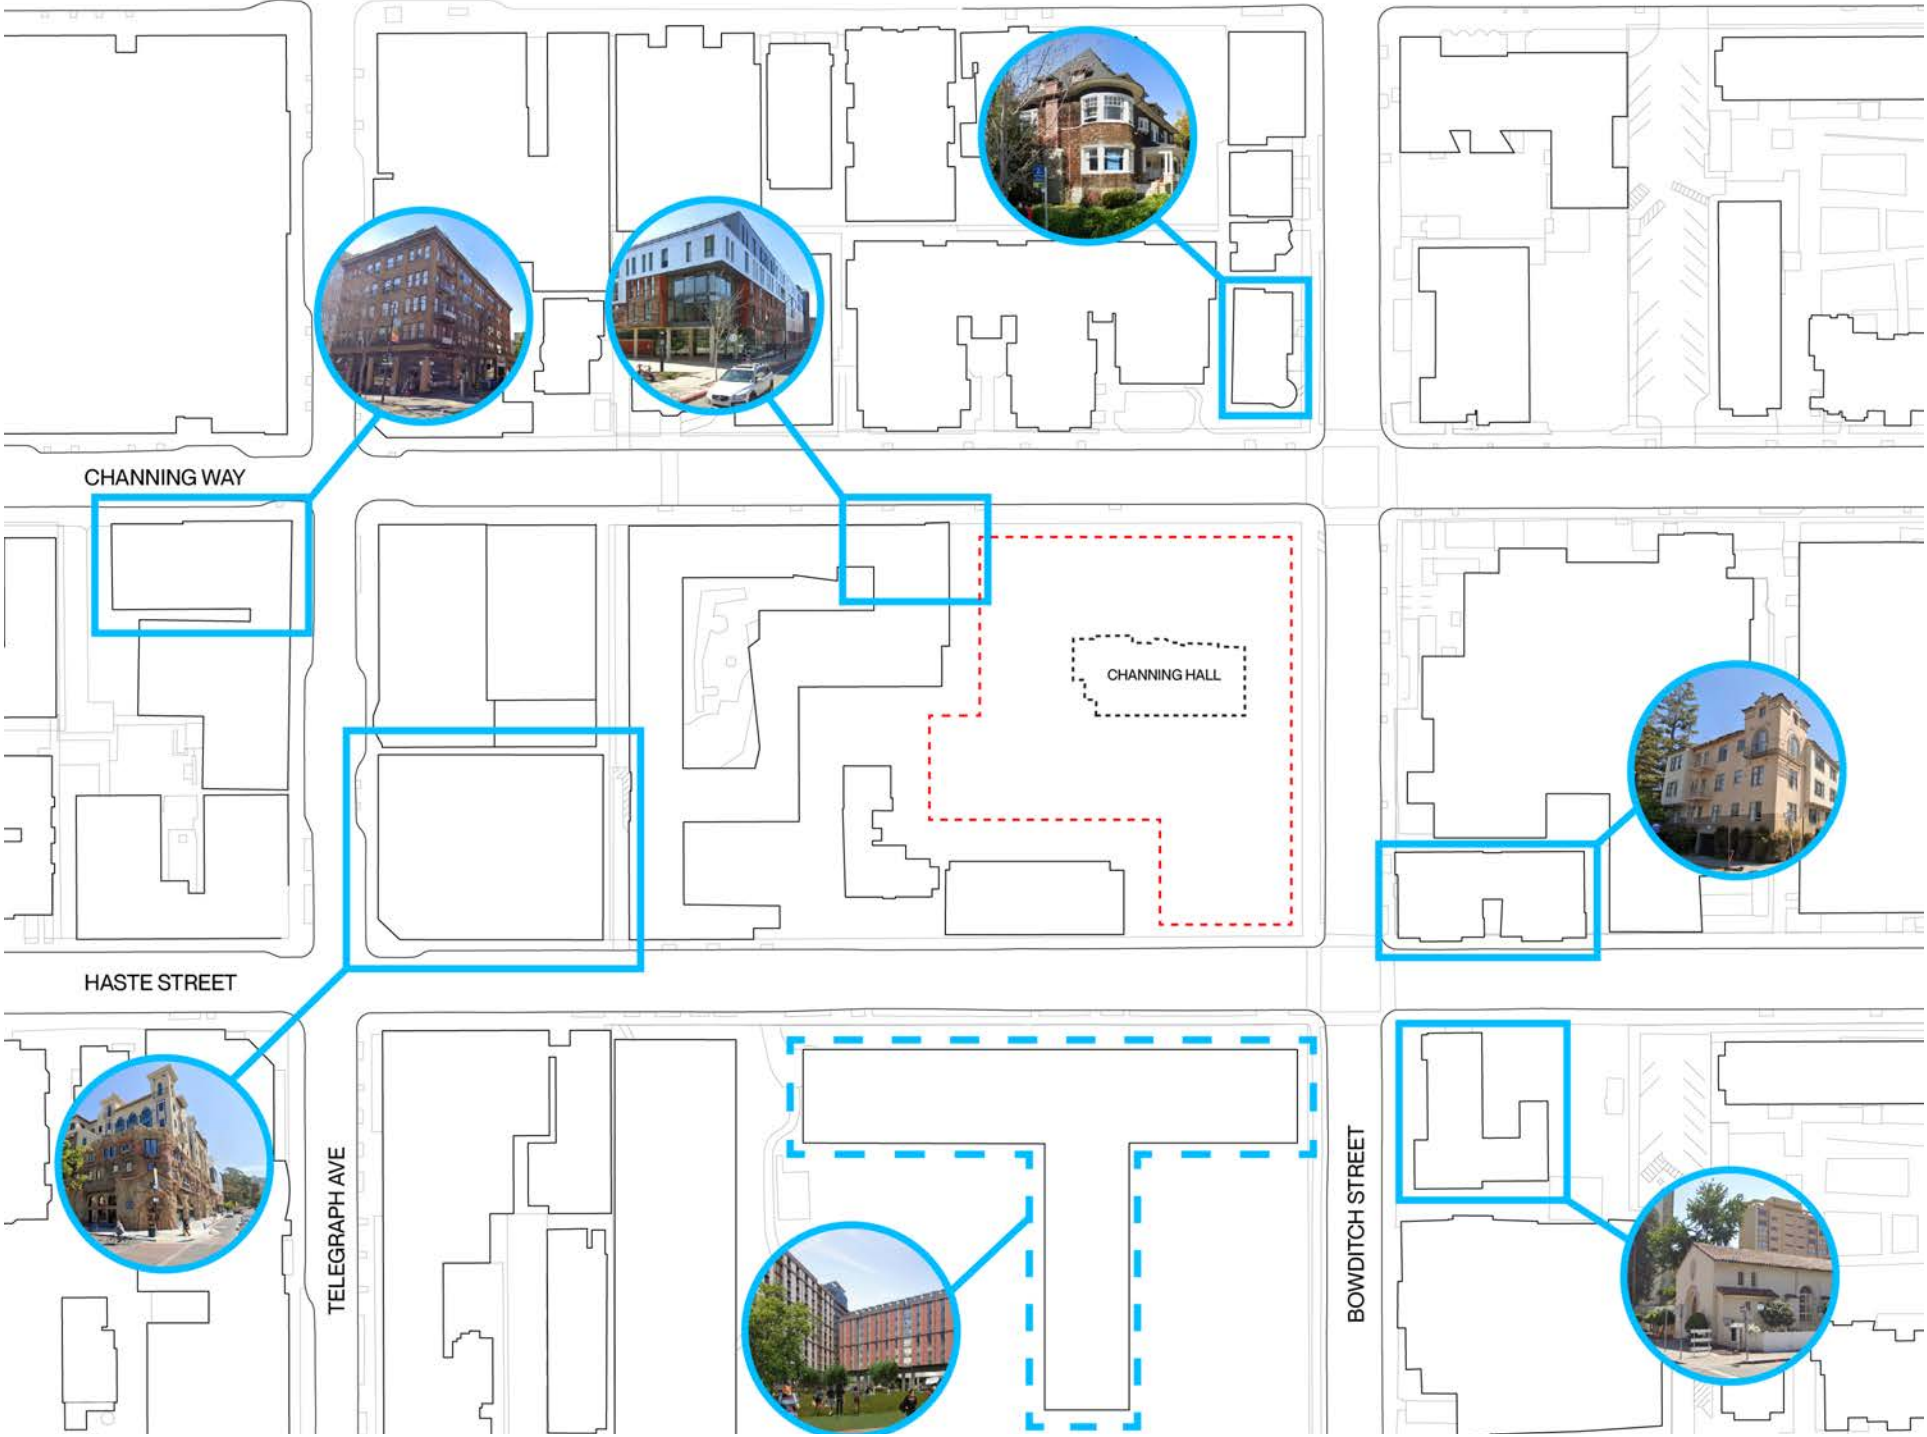 CHANNING WAY
CHANNING HALL
HASTE STREET
TELEGRAPH AVE
BOWDITCH STREET